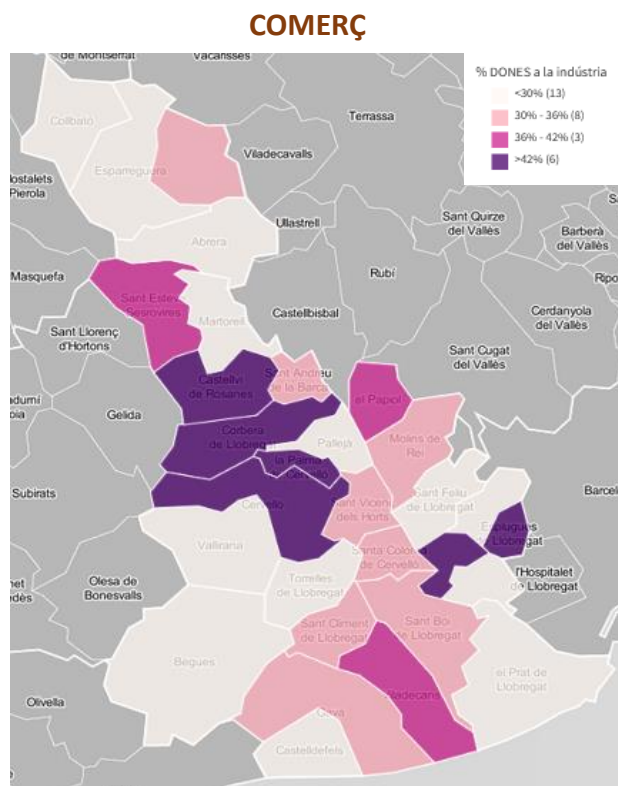 COMERÇ
% DONES a la indústria
<30% (13)
30% - 36% (8)
36% - 42% (3)
>42% (6)
de Montserrat
Vacarisses
Terrassa
Collbató
Esparreguera
Viladecavalls
Hostalets
Pierola
Ullastrell
Sant Quirze
del Vallès
Barberà
del Vallès
Abrera
Masquefa
Rubí
Sant Esteve
Sesrovires
Castellbisbal
Martorell
Cerdanyola
del Vallès
Sant Llorenç
d'Hortons
Sant Cugat
del Vallès
Sant Andreu
de la Barca
Castellví
de Rosanes
el Papiol
Gelida
Corbera
de Llobregat
Pallejà
Molins de
Rei
la Palma
de Cervelló
Subirats
Cervelló
Sant Vicenç
dels Horts
Sant Feliu
de Llobregat
Esplugues
de Llobregat
Vallirana
Santa Coloma
de Cervelló
Olesa de
Bonesvalls
Torrelles
de Llobregat
l'Hospitalet
de Llobregat
Sant Climent
de Llobregat
Sant Boi
de Llobregat
Begues
el Prat de
Llobregat
Olivella
Viladecans
Gavà
Castelldefels